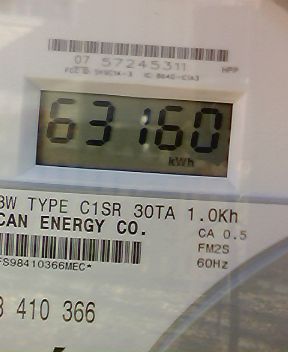 07 57245311
HPP
63160
kWh
3W TYPE C1SR 30TA 1.0Kh
CAN ENERGY CO.
CA 0.5
FM2S
60Hz
FS98410366MEC*
8 410 366